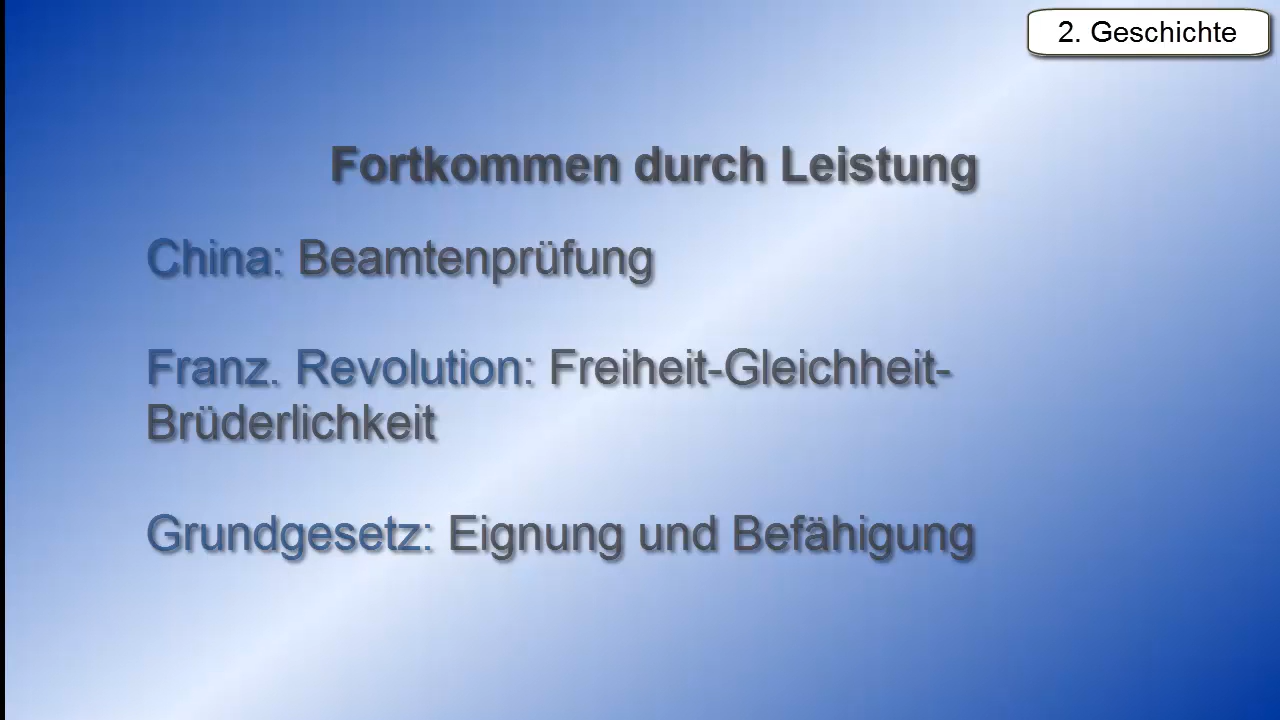 2. Geschichte
Fortkommen durch Leistung
China: Beamtenprüfung
Franz. Revolution: Freiheit-Gleichheit-
Brüderlichkeit
Grundgesetz: Eignung und Befähigung